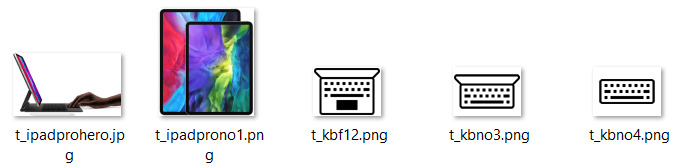 t_ipadprohero.jp
g
t_ipadprono1.pn
g
t_kbf12.png
t_kbno3.png
t_kbno4.png